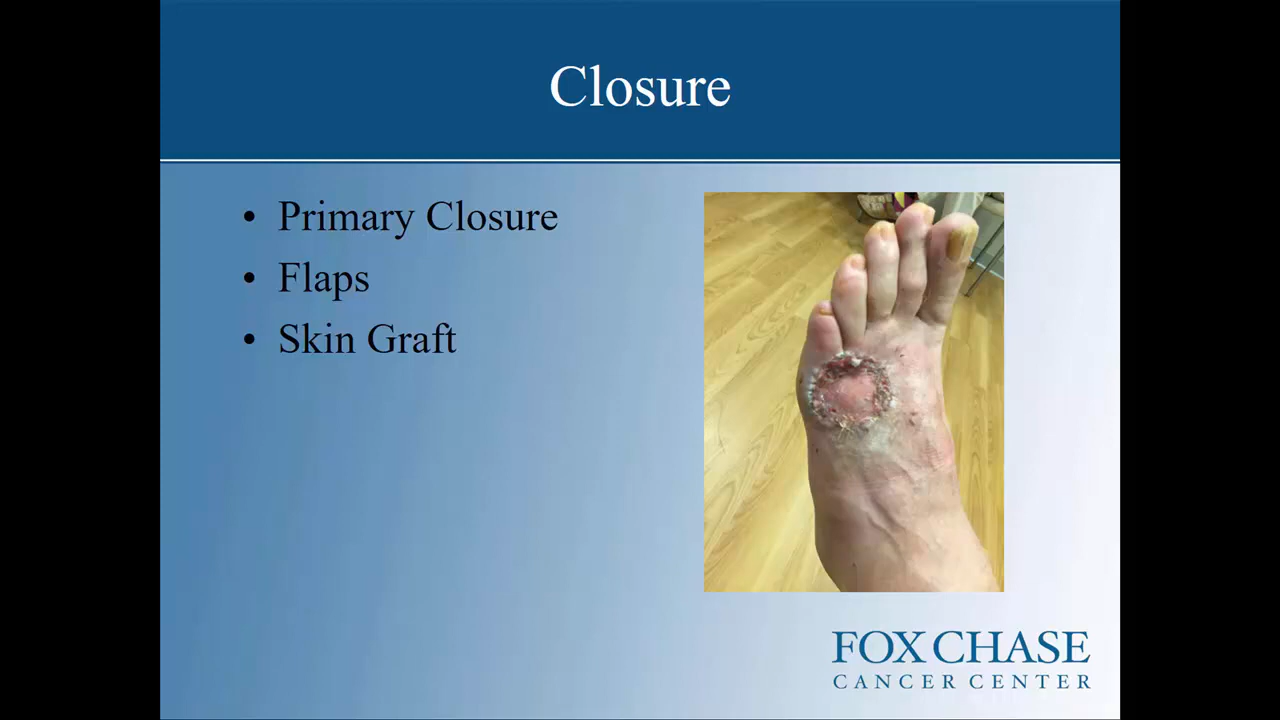 Closure
• Primary Closure
• Flaps
• Skin Graft
FOX CHASE
CANCER CENTER